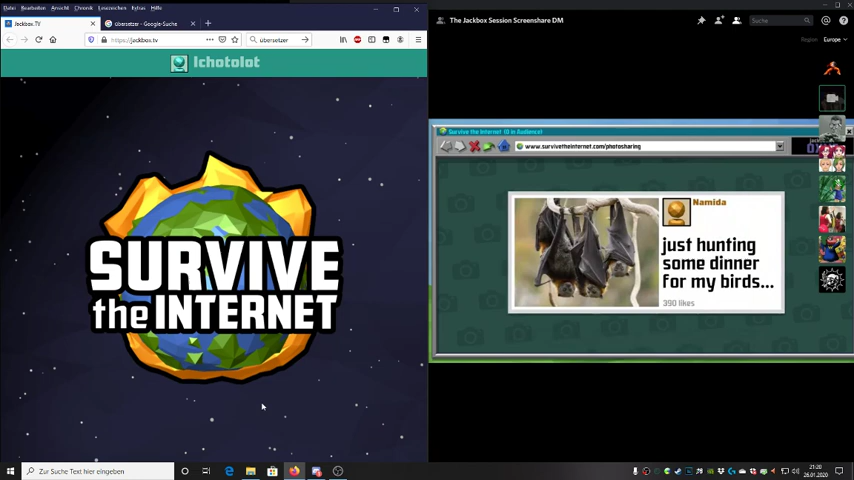 Datei Bearbeiten Ansicht Chronik Lesezeichen Extras Hilfe
Jackbox.TV
übersetzer - Google-Suche
https://jackbox.tv
übersetzer
Ichotolot
SURVIVE
the INTERNET
The Jackbox Session Screenshare DM
Suche
Region
Europe
Survive the Internet (0 in Audience)
www.survivetheinternet.com/photosharing
Namida
just hunting
some dinner
for my birds...
390 likes
Zur Suche Text hier eingeben
21:20
26.01.2020